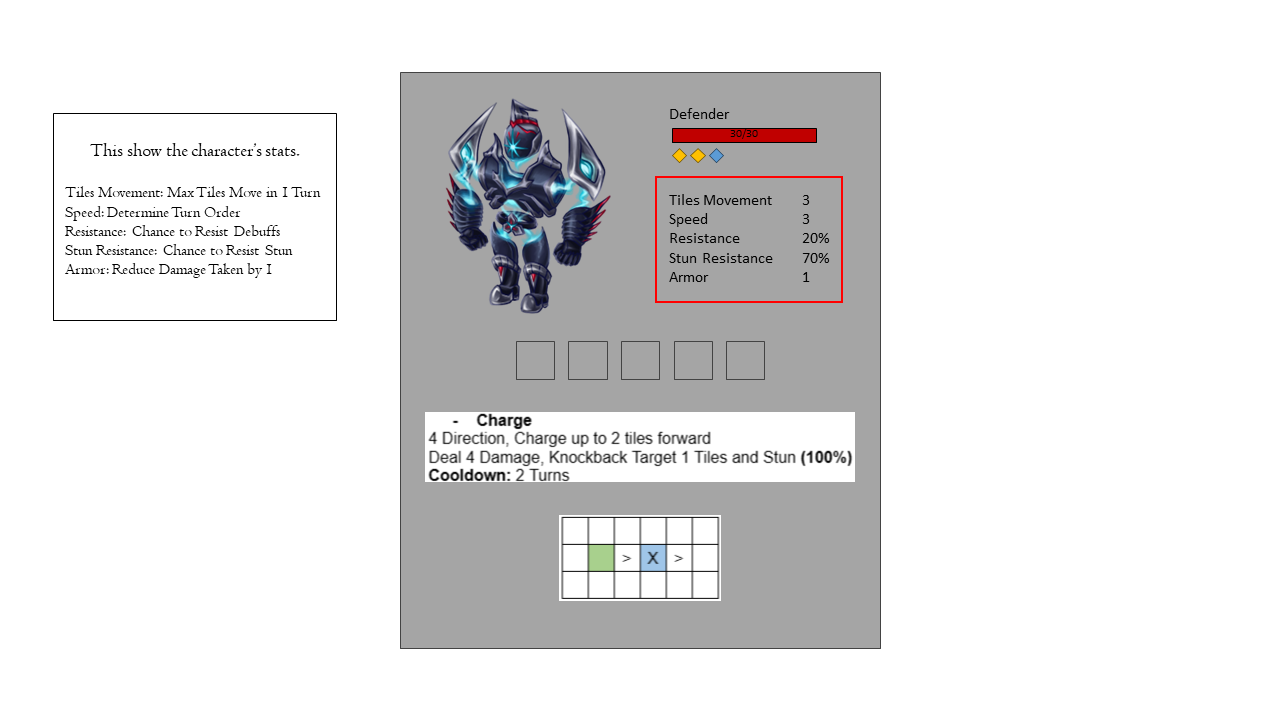 This show the character's stats.
Tiles Movement: Max Tiles Move in 1 Turn
Speed: Determine Turn Order
Resistance: Chance to Resist Debuffs
Stun Resistance: Chance to Resist Stun
Armor: Reduce Damage Taken by 1
Defender
30/30
Tiles Movement 3
Speed 3
Resistance 20%
Stun Resistance 70%
Armor 1
- Charge
4 Direction, Charge up to 2 tiles forward
Deal 4 Damage, Knockback Target 1 Tiles and Stun (100%)
Cooldown: 2 Turns
> X >